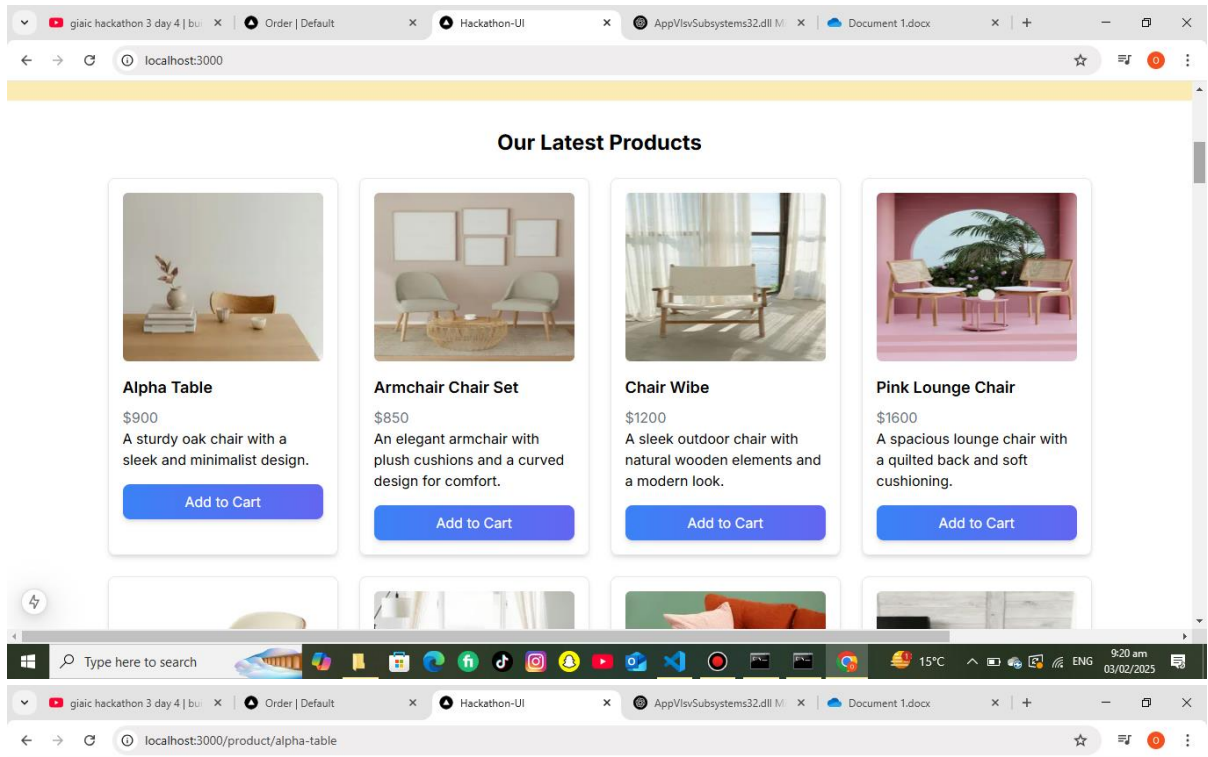 giaic hackathon 3 day 4 | bui
Order | Default
Hackathon-UI
AppVIsvSubsystems32.dll M
Document 1.docx
localhost:3000
O
Our Latest Products
Alpha Table
$900
A sturdy oak chair with a
sleek and minimalist design.
Add to Cart
Armchair Chair Set
$850
An elegant armchair with
plush cushions and a curved
design for comfort.
Add to Cart
Chair Wibe
$1200
A sleek outdoor chair with
natural wooden elements and
a modern look.
Add to Cart
Pink Lounge Chair
$1600
A spacious lounge chair with
a quilted back and soft
cushioning.
Add to Cart
Type here to search
15°C
ENG
9:20 am
03/02/2025
giaic hackathon 3 day 4 | bui
Order | Default
Hackathon-UI
AppVIsvSubsystems32.dll M
Document 1.docx
localhost:3000/product/alpha-table
O